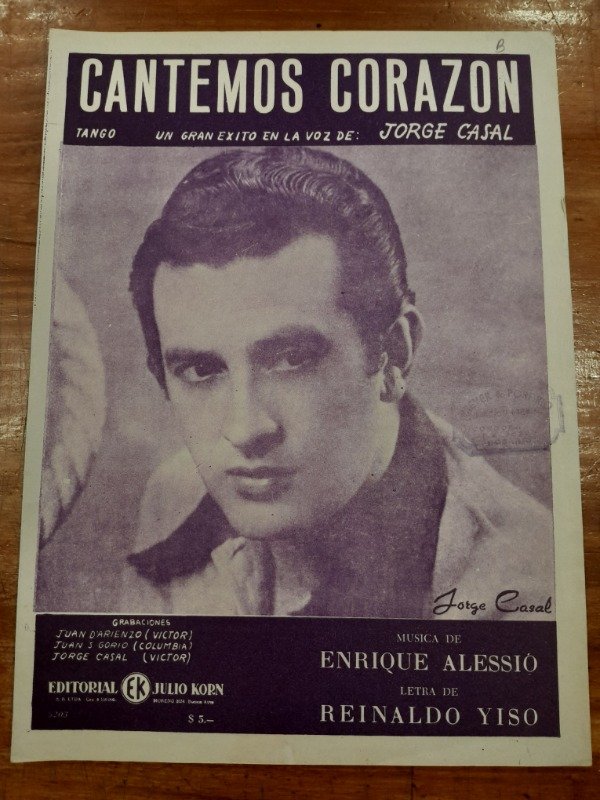 B
CANTEMOS CORAZON
TANGO UN GRAN EXITO EN LA VOZ DE: JORGE CASAL
Jorge Casal
GRABACIONES
JUAN D'ARIENZO (VICTOR)
JUAN S GORIO (COLUMBIA)
JORGE CASAL (VICTOR)
EDITORIAL EK JULIO KORN
$ 5.—
MUSICA DE
ENRIQUE ALESSIO
LETRA DE
REINALDO YISO